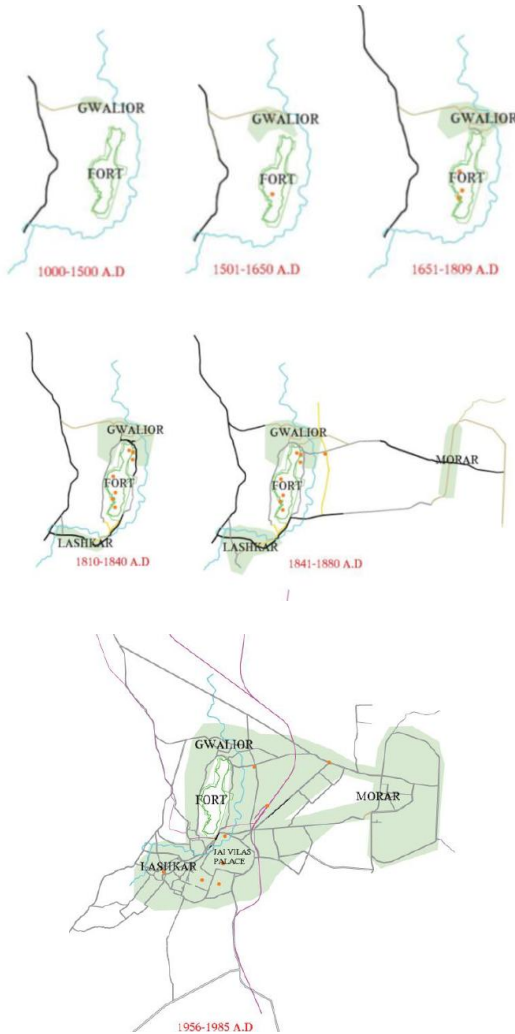 GWALIOR
FORT
1000-1500 A.D
GWALIOR
FORT
1501-1650 A.D
GWALIOR
FORT
1651-1809 A.D
GWALIOR
FORT
LASHKAR
1810-1840 A.D
GWALIOR
FORT
LASHKAR
MORAR
1841-1880 A.D
GWALIOR
FORT
MORAR
LASHKAR
JAI VILAS
PALACE
1956-1985 A.D